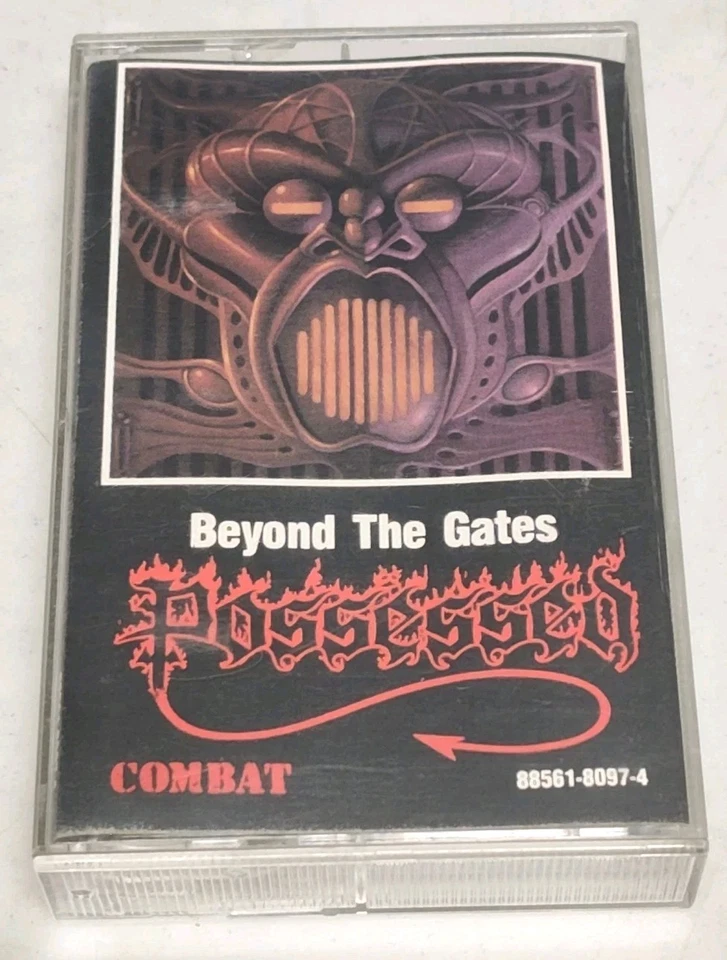 Beyond The Gates
Possessed
COMBAT
88561-8097-4